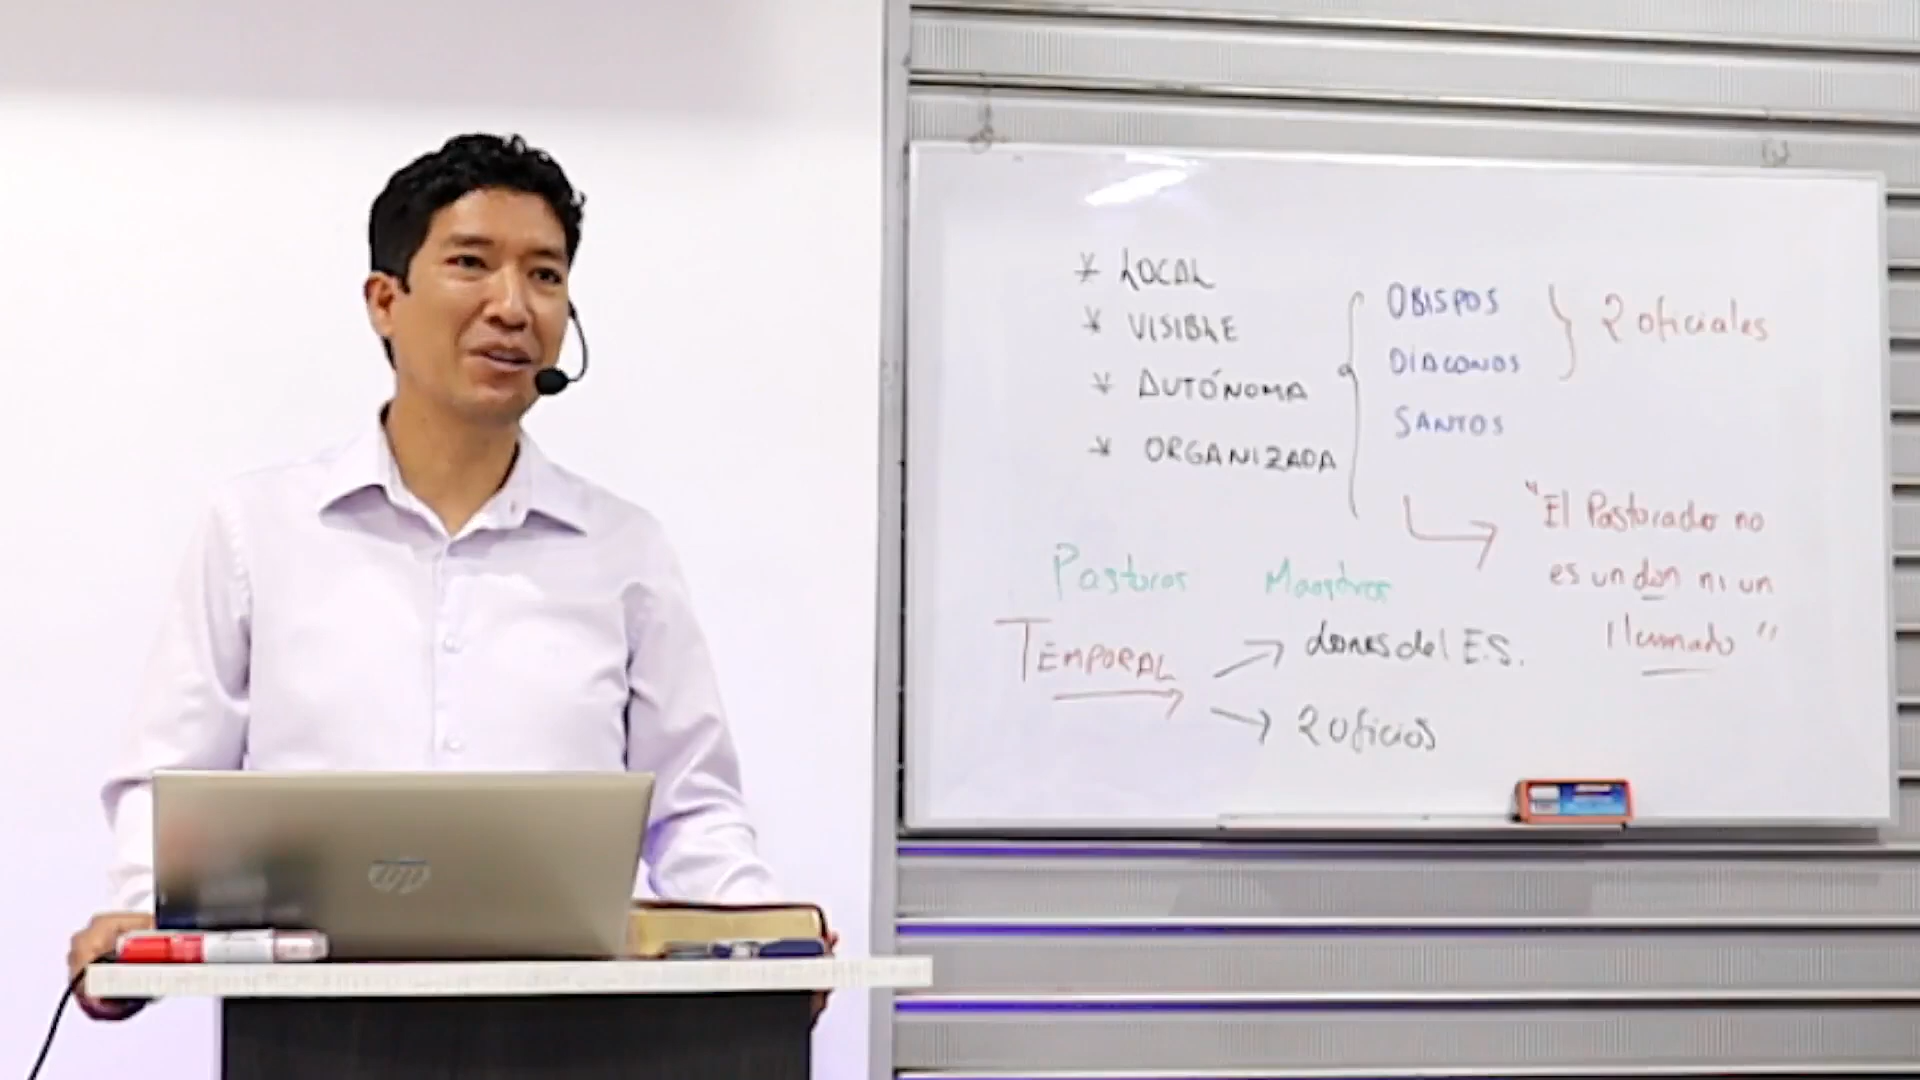 * LOCAL
* VISIBLE
* AUTÓNOMA
* ORGANIZADA
OBISPOS
DIACONOS
SANTOS
2 oficiales
"El Pastorado no
es un don ni un
llamado"
Pastores Maestros
TEMPORAL
dones del E.S.
2 oficios
hp